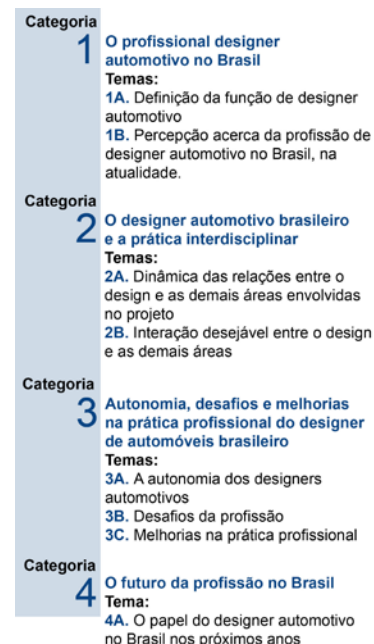 Categoria
1
O profissional designer
automotivo no Brasil
Temas:
1A. Definição da função de designer
automotivo
1B. Percepção acerca da profissão de
designer automotivo no Brasil, na
atualidade.
Categoria
2
O designer automotivo brasileiro
e a prática interdisciplinar
Temas:
2A. Dinâmica das relações entre o
design e as demais áreas envolvidas
no projeto
2B. Interação desejável entre o design
e as demais áreas
Categoria
3
Autonomia, desafios e melhorias
na prática profissional do designer
de automóveis brasileiro
Temas:
3A. A autonomia dos designers
automotivos
3B. Desafios da profissão
3C. Melhorias na prática profissional
Categoria
4
O futuro da profissão no Brasil
Tema:
4A. O papel do designer automotivo
no Brasil nos próximos anos